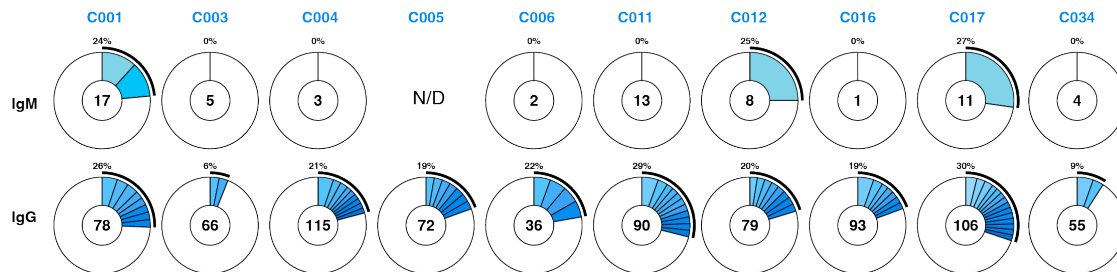 C001 C003 C004 C005 C006 C011 C012 C016 C017 C034
24% 0% 0% 0% 0% 25% 0% 27% 0%
IgM 17 5 3 N/D 2 13 8 1 11 4
26% 6% 21% 19% 22% 29% 20% 19% 30% 9%
IgG 78 66 115 72 36 90 79 93 106 55